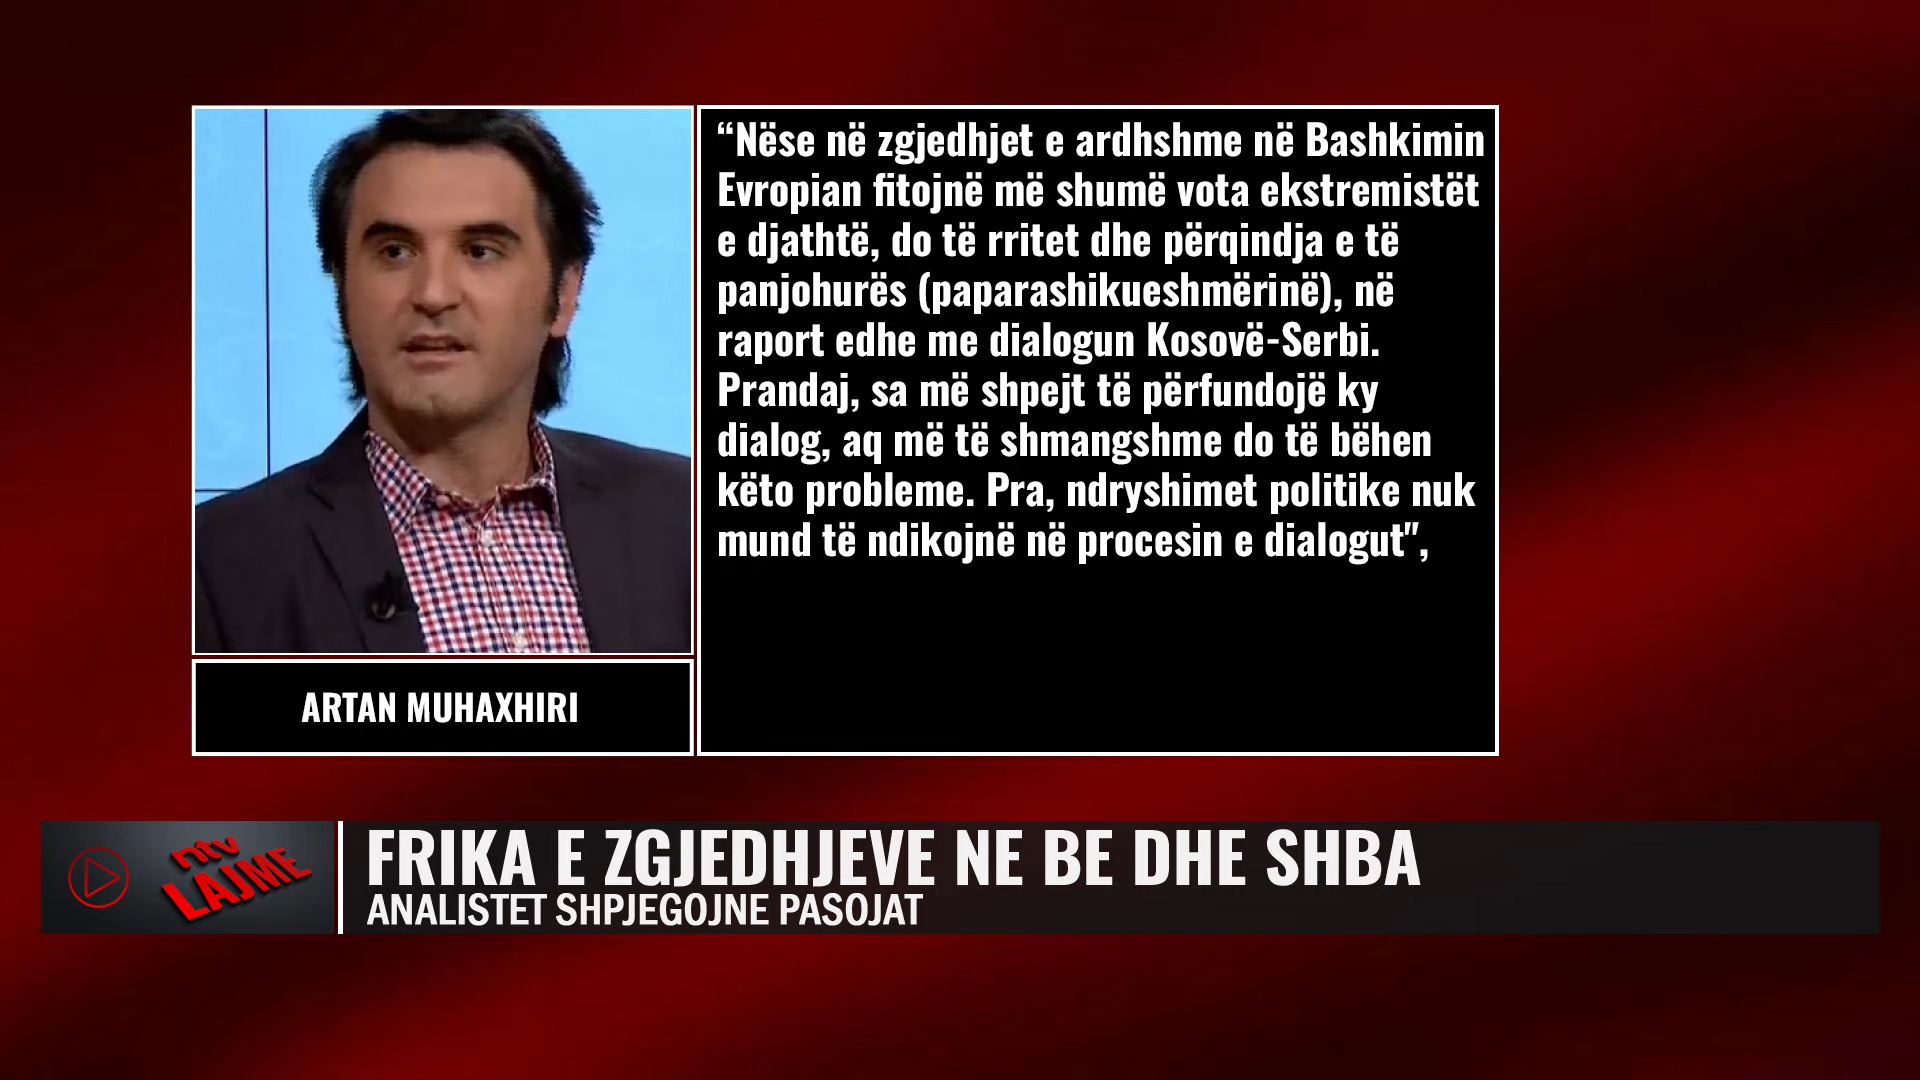 “Nëse në zgjedhjet e ardhshme në Bashkimin
Evropian fitojnë më shumë vota ekstremistët
e djathtë, do të rritet dhe përqindja e të
panjohurës (paparashikueshmërinë), në
raport edhe me dialogun Kosovë-Serbi.
Prandaj, sa më shpejt të përfundojë ky
dialog, aq më të shmangshme do të bëhen
këto probleme. Pra, ndryshimet politike nuk
mund të ndikojnë në procesin e dialogut",
ARTAN MUHAXHIRI
ntv
LAJME
FRIKA E ZGJEDHJEVE NE BE DHE SHBA
ANALISTET SHPJEGOJNE PASOJAT